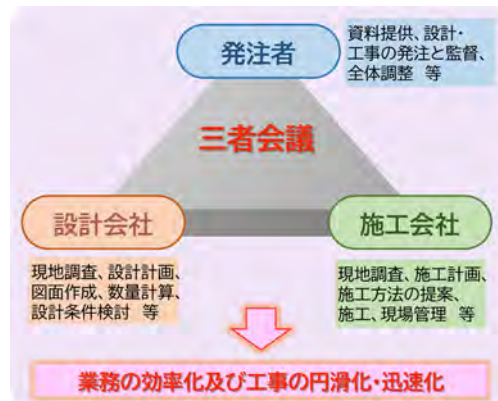 発注者
資料提供、設計・
工事の発注と監督、
全体調整 等
三者会議
設計会社
現地調査、設計計画、
図面作成、数量計算、
設計条件検討 等
施工会社
現地調査、施工計画、
施工方法の提案、
施工、現場管理 等
業務の効率化及び工事の円滑化・迅速化